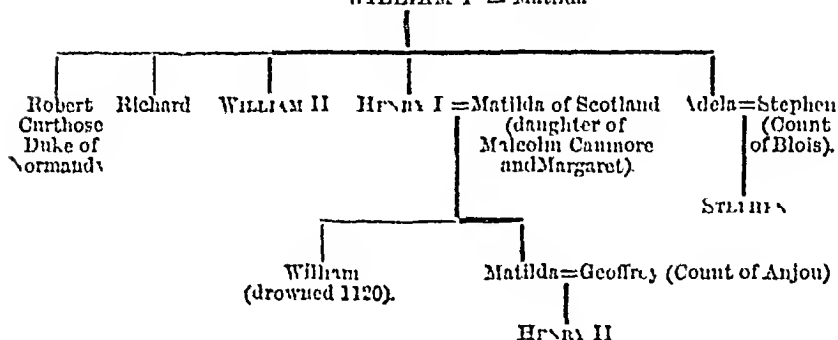 WILLIAM I = Matilda
Robert Curthose Duke of Normandy
Richard
WILLIAM II
HENRY I = Matilda of Scotland (daughter of Malcolm Canmore and Margaret).
Adela = Stephen (Count of Blois).
STEPHEN
William (drowned 1120).
Matilda = Geoffrey (Count of Anjou)
HENRY II